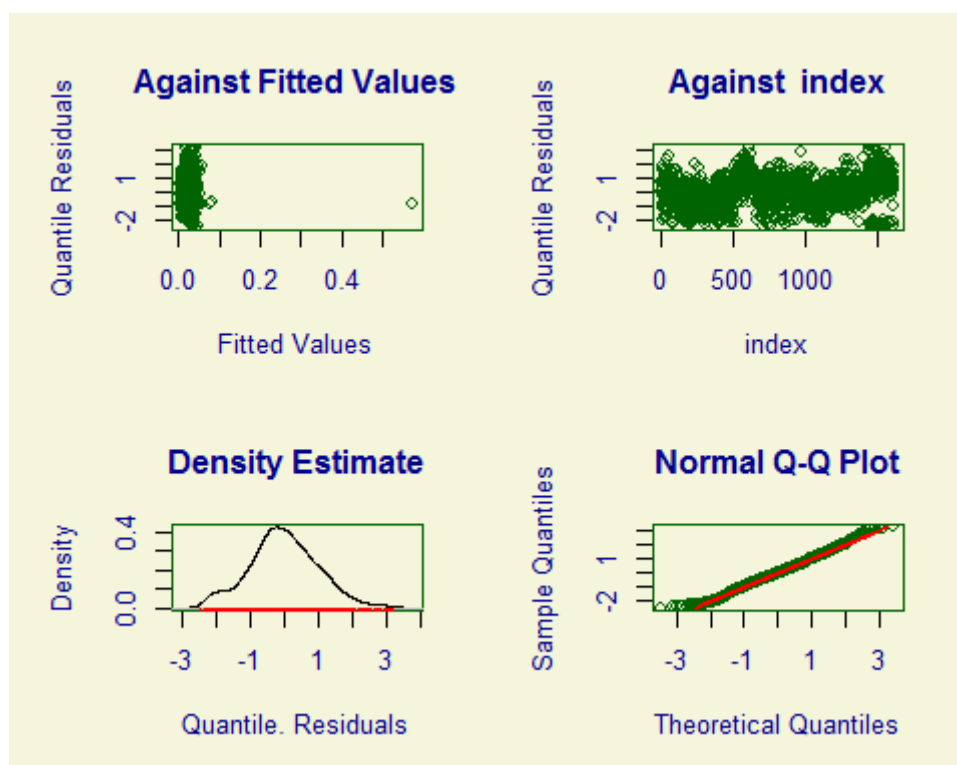 Against Fitted Values
Quantile Residuals
1
-2
0.0 0.2 0.4
Fitted Values
Against index
Quantile Residuals
1
-2
0 500 1000
index
Density Estimate
Density
0.4
0.0
-3 -1 1 3
Quantile. Residuals
Normal Q-Q Plot
Sample Quantiles
1
-2
-3 -1 1 3
Theoretical Quantiles